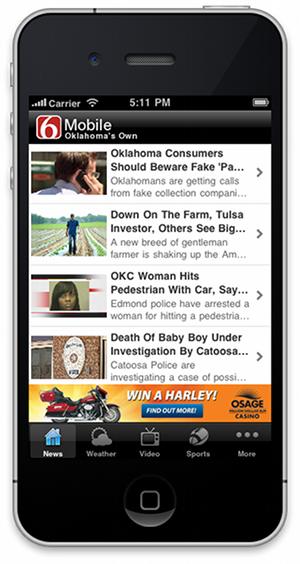 Carrier 5:11 PM
6 Mobile
Oklahoma's Own
Oklahoma Consumers
Should Beware Fake 'Pa...
Oklahomans are getting calls
from fake collection compani...
Down On The Farm, Tulsa
Investor, Others See Big...
A new breed of gentleman
farmer is shaking up the Am...
OKC Woman Hits
Pedestrian With Car, Say...
Edmond police have arrested a
woman for hitting a pedestria...
Death Of Baby Boy Under
Investigation By Catoosa...
Catoosa Police are
investigating a case of possi...
WIN A HARLEY!
FIND OUT MORE!
OSAGE
MILLION DOLLAR ELM
CASINO
News Weather Video Sports More